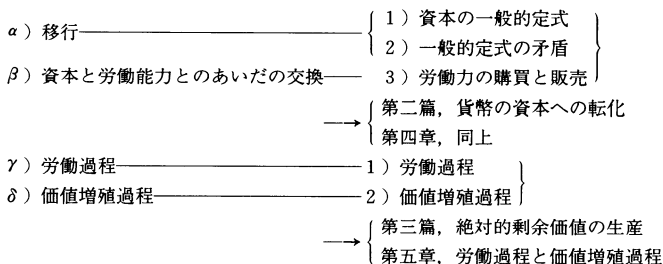 α）移行 １）資本の一般的定式
２）一般的定式の矛盾
β）資本と労働能力とのあいだの交換 ３）労働力の購買と販売
→ 第二篇，貨幣の資本への転化
第四章，同上
γ）労働過程 １）労働過程
δ）価値増殖過程 ２）価値増殖過程
→ 第三篇，絶対的剰余価値の生産
第五章，労働過程と価値増殖過程